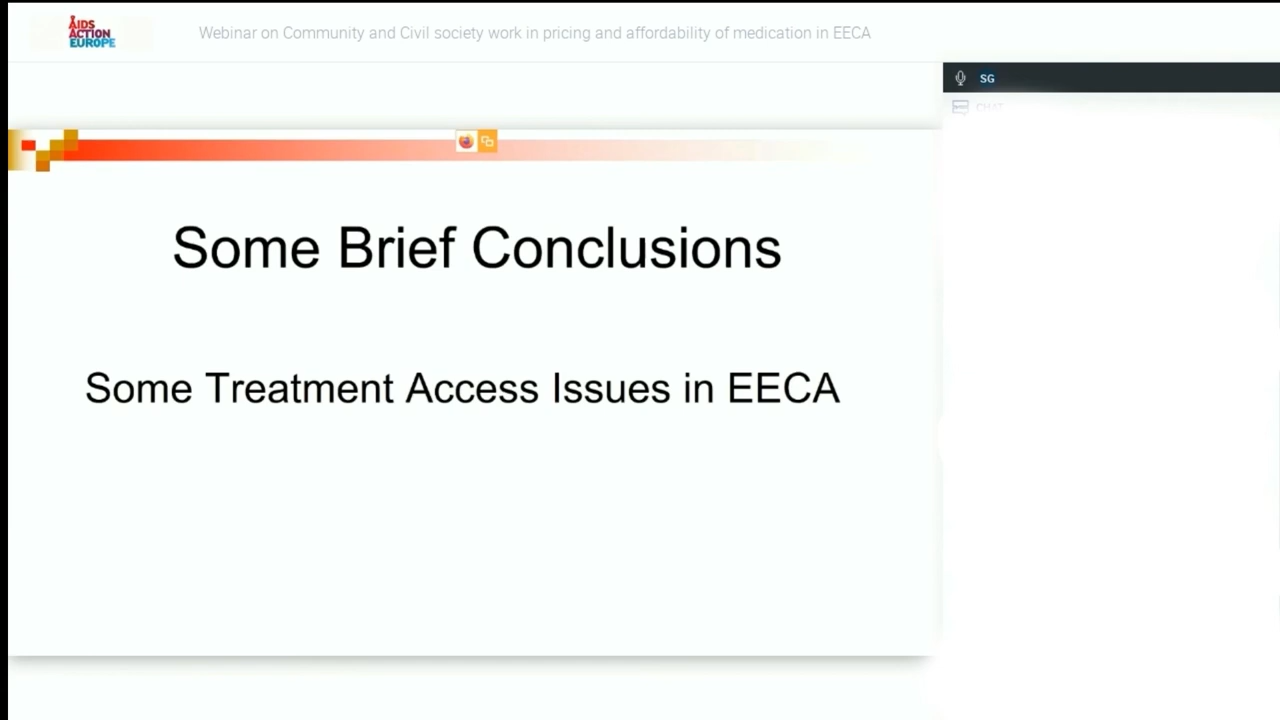 AIDS
ACTION
EUROPE
Webinar on Community and Civil society work in pricing and affordability of medication in EECA
SG
CHAT
Some Brief Conclusions
Some Treatment Access Issues in EECA